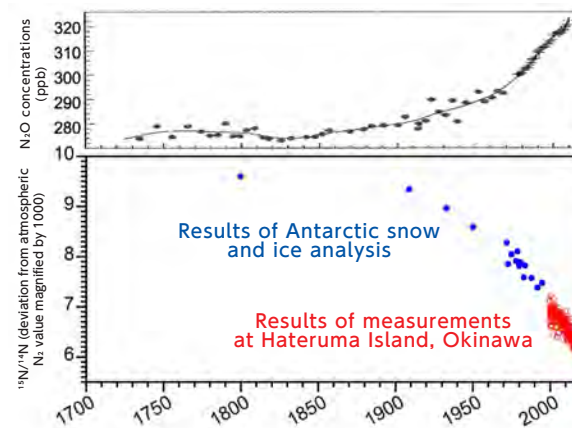 N₂O concentrations
(ppb)
320
300
280
10
9
8
7
6
¹⁵N/¹⁴N (deviation from atmospheric
N₂ value magnified by 1000)
Results of Antarctic snow
and ice analysis
Results of measurements
at Hateruma Island, Okinawa
1700
1750
1800
1850
1900
1950
2000